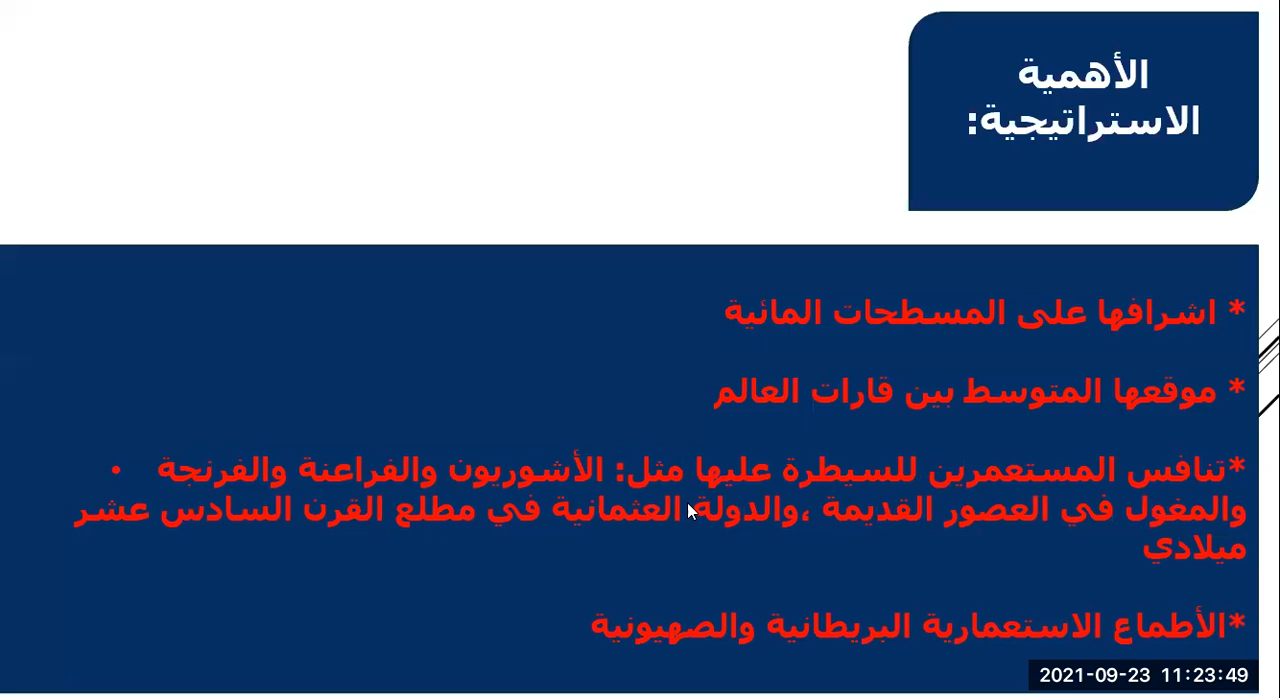 الأهمية
الاستراتيجية:
* اشرافها على المسطحات المائية
* موقعها المتوسط بين قارات العالم
*تنافس المستعمرين للسيطرة عليها مثل: الأشوريون والفراعنة والفرنجة •
والمغول في العصور القديمة ،والدولة العثمانية في مطلع القرن السادس عشر
ميلادي
*الأطماع الاستعمارية البريطانية والصهيونية
2021-09-23 11:23:49